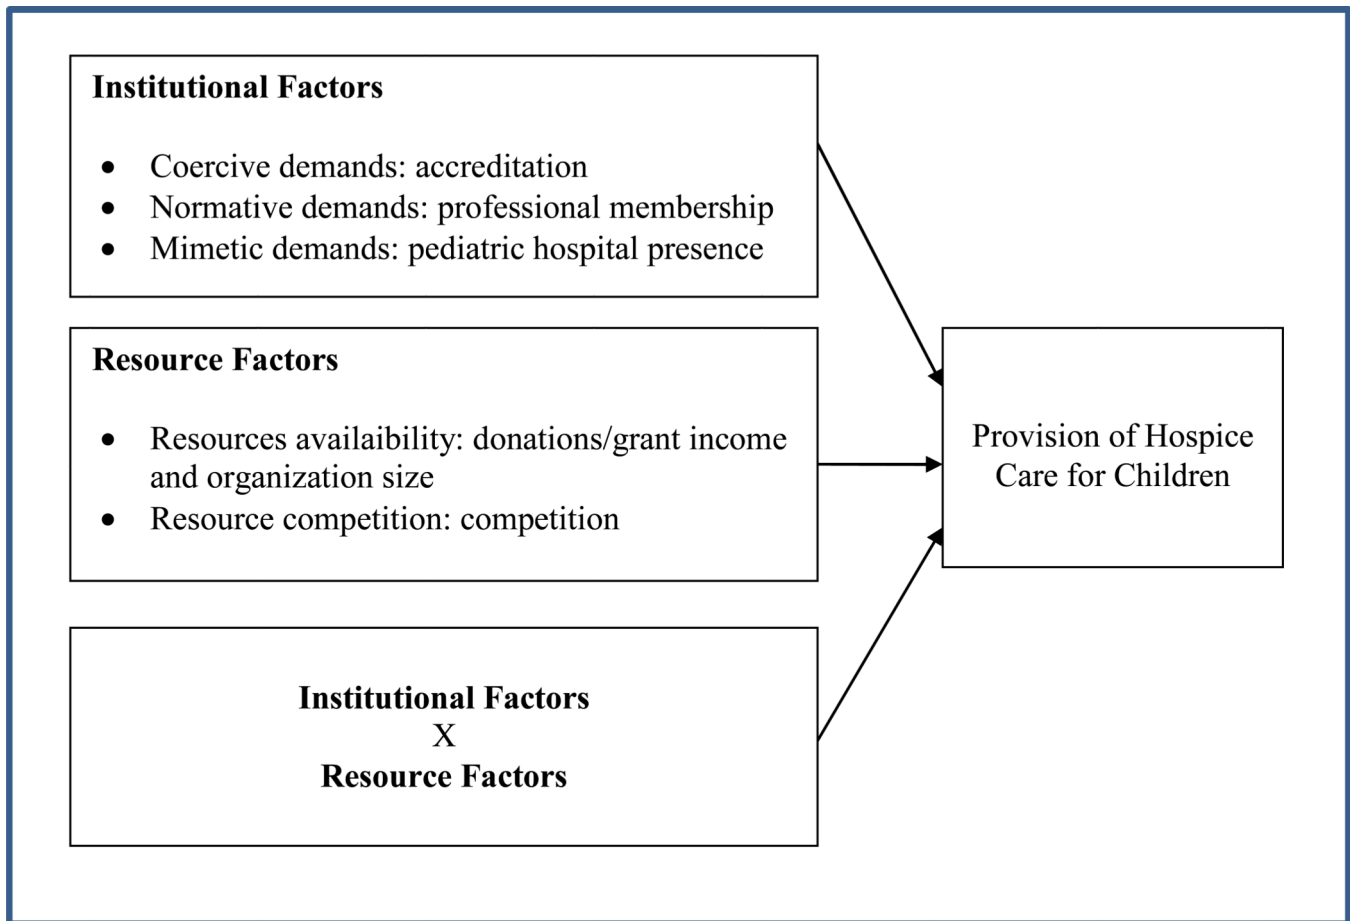 Institutional Factors
• Coercive demands: accreditation
• Normative demands: professional membership
• Mimetic demands: pediatric hospital presence
Resource Factors
• Resources availaibility: donations/grant income
and organization size
• Resource competition: competition
Institutional Factors
X
Resource Factors
Provision of Hospice
Care for Children